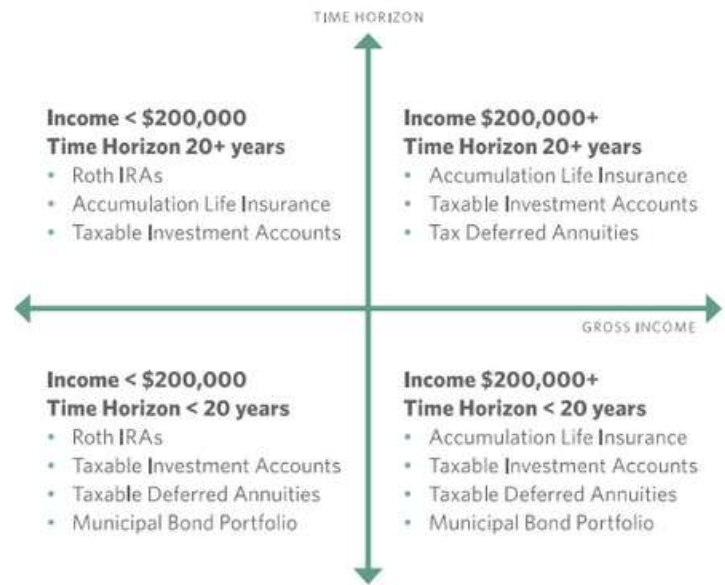 TIME HORIZON
Income < $200,000
Time Horizon 20+ years
• Roth IRAs
• Accumulation Life Insurance
• Taxable Investment Accounts
Income $200,000+
Time Horizon 20+ years
• Accumulation Life Insurance
• Taxable Investment Accounts
• Tax Deferred Annuities
GROSS INCOME
Income < $200,000
Time Horizon < 20 years
• Roth IRAs
• Taxable Investment Accounts
• Taxable Deferred Annuities
• Municipal Bond Portfolio
Income $200,000+
Time Horizon < 20 years
• Accumulation Life Insurance
• Taxable Investment Accounts
• Taxable Deferred Annuities
• Municipal Bond Portfolio